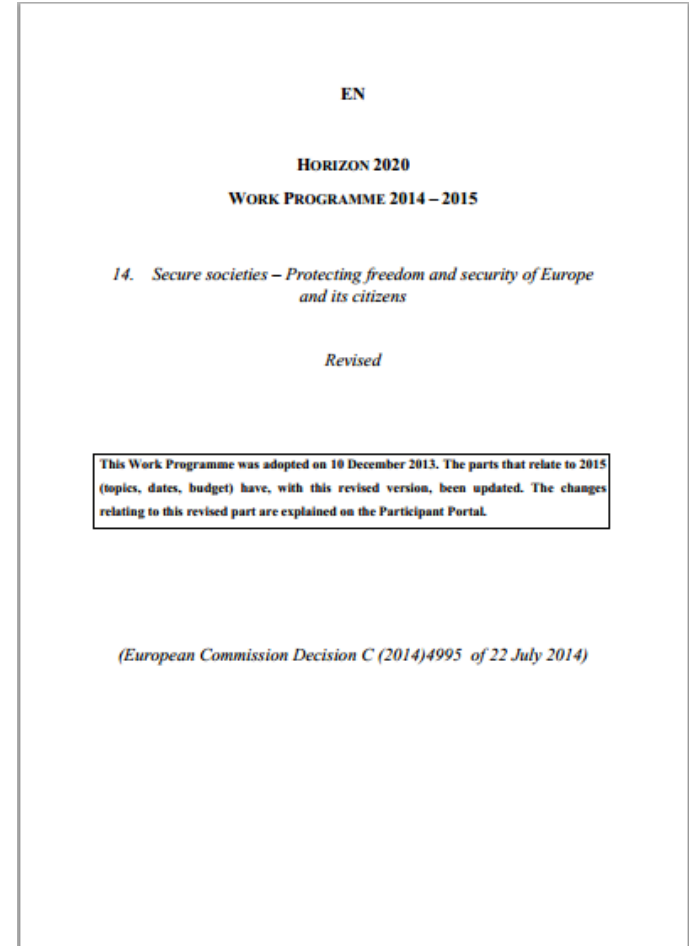 EN
HORIZON 2020
WORK PROGRAMME 2014 – 2015
14. Secure societies – Protecting freedom and security of Europe
and its citizens
Revised
This Work Programme was adopted on 10 December 2013. The parts that relate to 2015
(topics, dates, budget) have, with this revised version, been updated. The changes
relating to this revised part are explained on the Participant Portal.
(European Commission Decision C (2014)4995 of 22 July 2014)